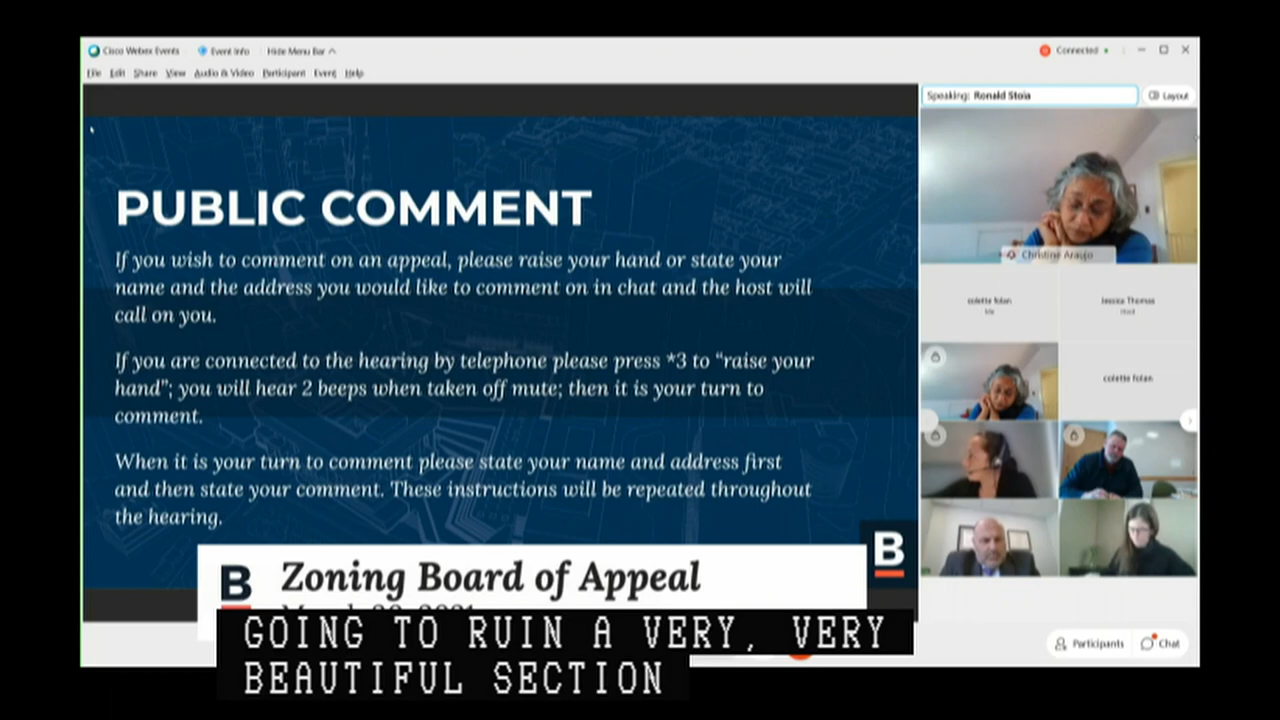 Cisco Webex Events Event Info Hide Menu Bar Connected
File Edit Share View Audio & Video Participant Event Help
Speaking: Ronald Stoia Layout
PUBLIC COMMENT
If you wish to comment on an appeal, please raise your hand or state your
name and the address you would like to comment on in chat and the host will
call on you.
If you are connected to the hearing by telephone please press *3 to “raise your
hand”; you will hear 2 beeps when taken off mute; then it is your turn to
comment.
When it is your turn to comment please state your name and address first
and then state your comment. These instructions will be repeated throughout
the hearing.
Christine Araujo
colette folan
Me
Jessica Thomas
Host
colette folan
B
B
Zoning Board of Appeal
GOING TO RUIN A VERY, VERY
BEAUTIFUL SECTION
Participants Chat